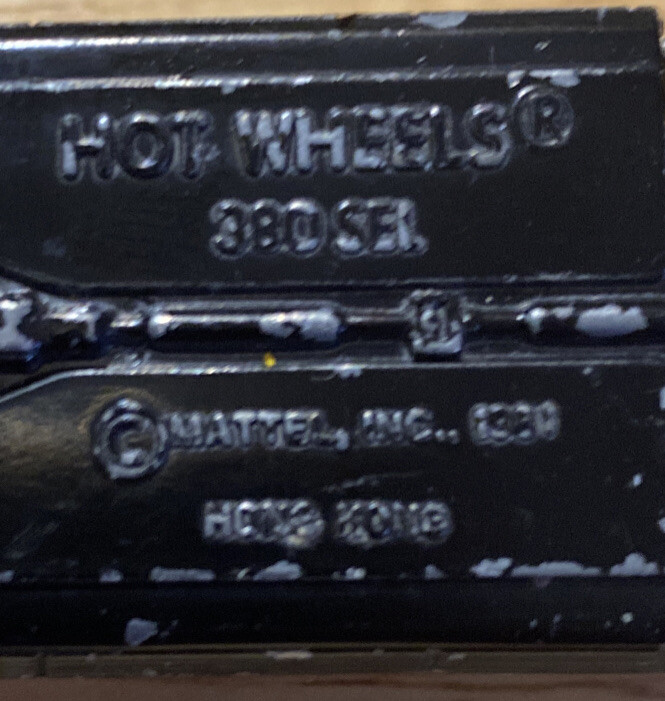 HOT WHEELS®
380 SEL
© MATTEL, INC., 1981
HONG KONG